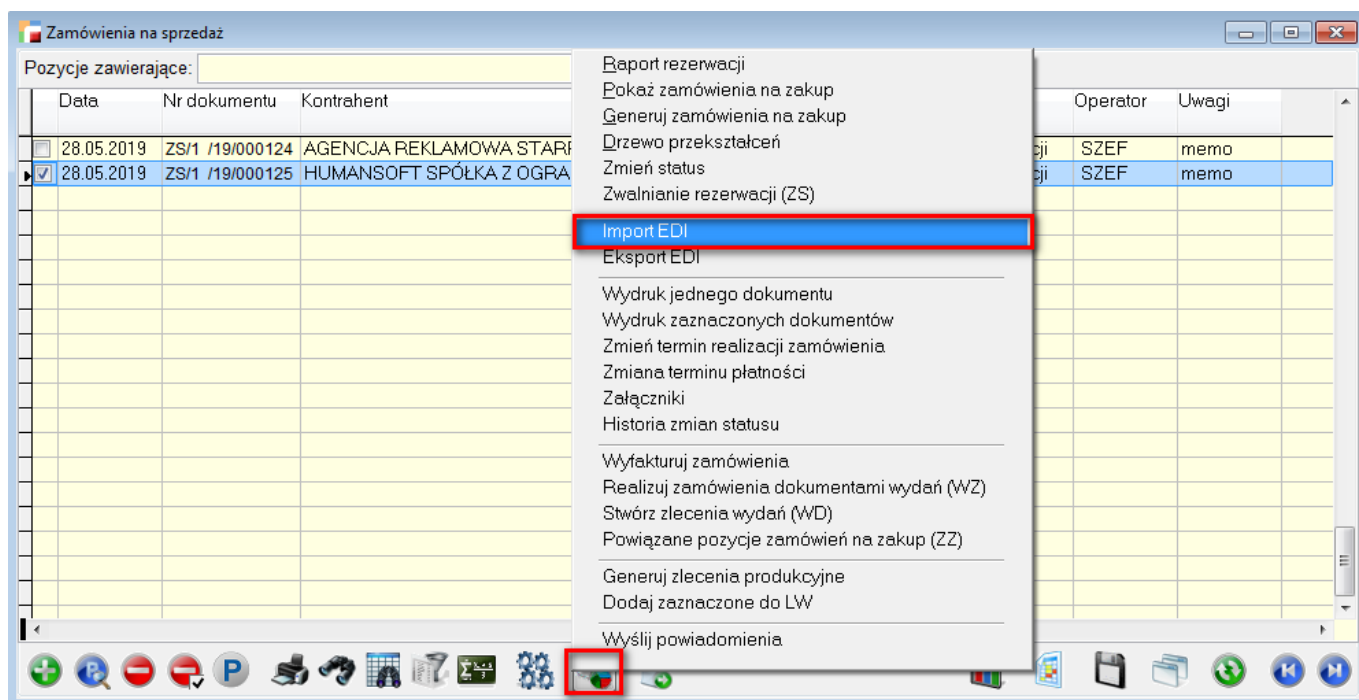 Zamówienia na sprzedaż
Pozycje zawierające:
Data Nr dokumentu Kontrahent Operator Uwagi
28.05.2019 ZS/1 /19/000124 AGENCJA REKLAMOWA cji SZEF memo
28.05.2019 ZS/1 /19/000125 HUMANSOFT SPÓŁKA Z OGRA cji SZEF memo
Raport rezerwacji
Pokaż zamówienia na zakup
Generuj zamówienia na zakup
Drzewo przekształceń
Zmień status
Zwalnianie rezerwacji (ZS)
Import EDI
Eksport EDI
Wydruk jednego dokumentu
Wydruk zaznaczonych dokumentów
Zmień termin realizacji zamówienia
Zmiana terminu płatności
Załączniki
Historia zmian statusu
Wyfakturuj zamówienia
Realizuj zamówienia dokumentami wydań (WZ)
Stwórz zlecenia wydań (WD)
Powiązane pozycje zamówień na zakup (ZZ)
Generuj zlecenia produkcyjne
Dodaj zaznaczone do LW
Wyślij powiadomienia
P